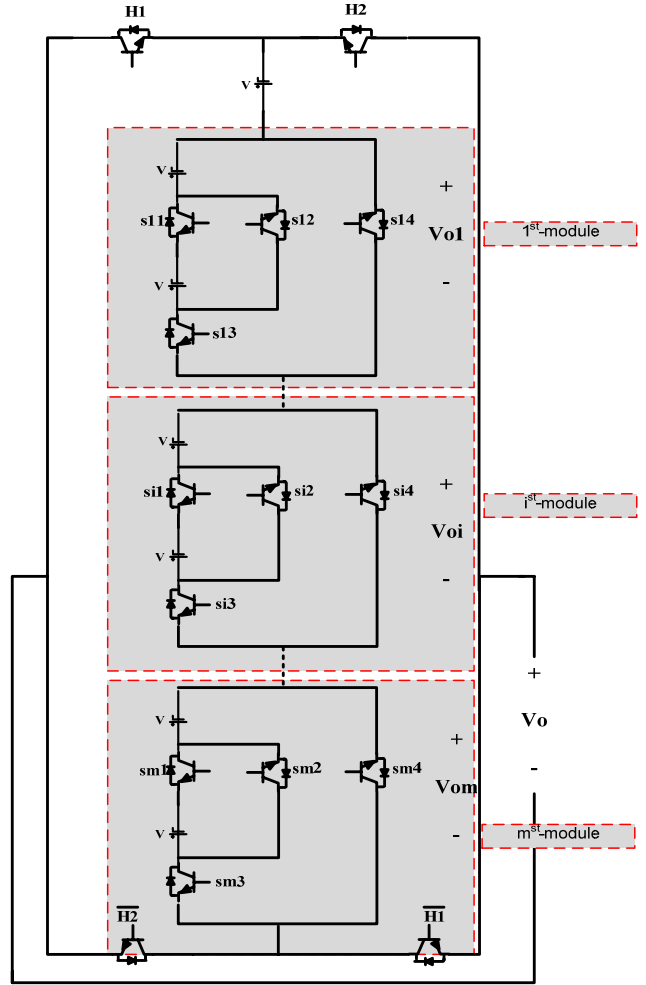 H1
H2
V
V
s11
s12
s14
+
Vo1
-
1st-module
V
s13
V
si1
si2
si4
+
Voi
-
ist-module
V
si3
V
sm1
sm2
sm4
+
Vom
-
mst-module
V
sm3
+
Vo
-
H2
H1